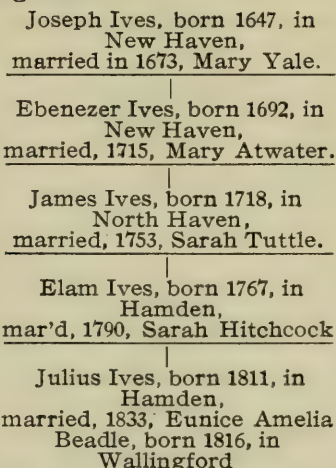 Joseph Ives, born 1647, in
New Haven,
married in 1673, Mary Yale.
Ebenezer Ives, born 1692, in
New Haven,
married, 1715, Mary Atwater.
James Ives, born 1718, in
North Haven,
married, 1753, Sarah Tuttle.
Elam Ives, born 1767, in
Hamden,
mar'd, 1790, Sarah Hitchcock
Julius Ives, born 1811, in
Hamden,
married, 1833, Eunice Amelia
Beadle, born 1816, in
Wallingford